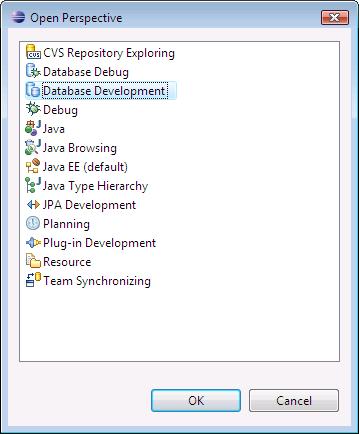 Open Perspective
CVS CVS Repository Exploring
Database Debug
Database Development
Debug
Java
Java Browsing
Java EE (default)
Java Type Hierarchy
JPA Development
Planning
Plug-in Development
Resource
Team Synchronizing
OK Cancel